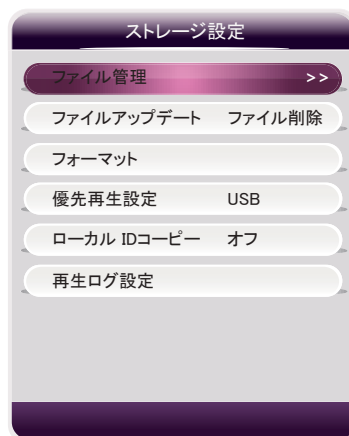 ストレージ設定
ファイル管理 >>
ファイルアップデート ファイル削除
フォーマット
優先再生設定 USB
ローカル IDコピー オフ
再生ログ設定